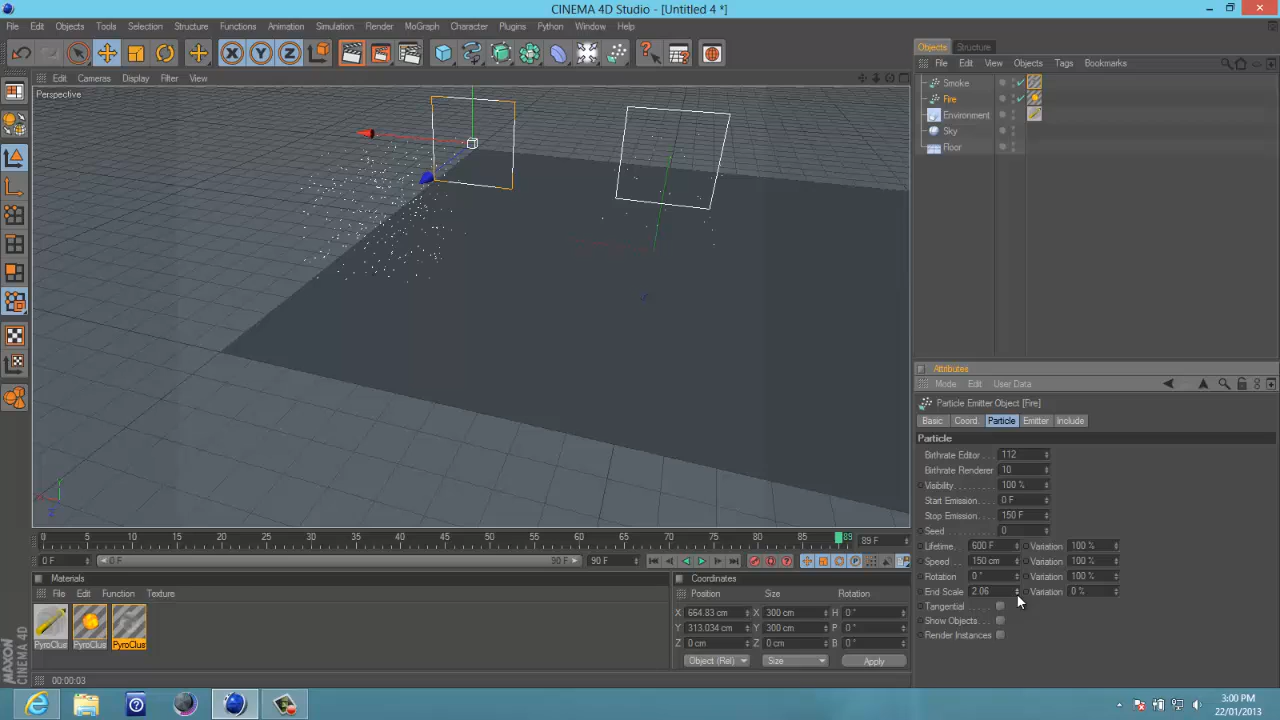 CINEMA 4D Studio - [Untitled 4 *]
File Edit Objects Tools Selection Structure Functions Animation Simulation Render MoGraph Character Plugins Python Window Help
Objects Structure
File Edit View Objects Tags Bookmarks
Edit Cameras Display Filter View
Perspective
Smoke
Fire
Environment
Sky
Floor
Attributes
Mode Edit User Data
Particle Emitter Object [Fire]
Basic Coord. Particle Emitter Include
Particle
Birthrate Editor . . . 112
Birthrate Renderer 10
Visibility. . . . . . . . . . 100 %
Start Emission. . . . 0 F
Stop Emission. . . . 150 F
Seed . . . . . . . . . . . 0
Lifetime. . 600 F Variation 100 %
Speed . . 150 cm Variation 100 %
Rotation 0 ° Variation 100 %
End Scale 2.06 Variation 0 %
Tangential . . . . .
Show Objects. . . .
Render Instances
0 5 10 15 20 25 30 35 40 45 50 55 60 65 70 75 80 85 89 89 F
0 F 0 F 90 F 90 F
Materials
File Edit Function Texture
PyroClus PyroClus PyroClus
Coordinates
Position Size Rotation
X 664.83 cm X 300 cm H 0 °
Y 313.034 cm Y 300 cm P 0 °
Z 0 cm Z 0 cm B 0 °
Object (Rel) Size Apply
MAXON CINEMA 4D
00:00:03
3:00 PM
22/01/2013